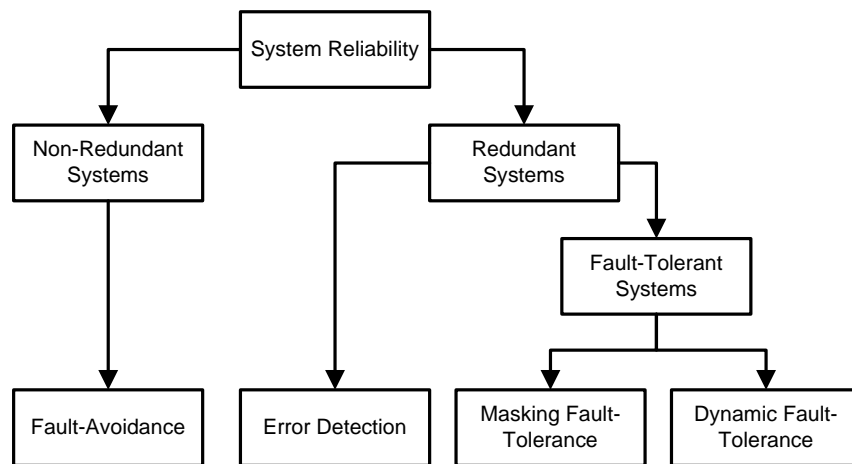 System Reliability
Non-Redundant
Systems
Redundant
Systems
Fault-Tolerant
Systems
Fault-Avoidance
Error Detection
Masking Fault-
Tolerance
Dynamic Fault-
Tolerance